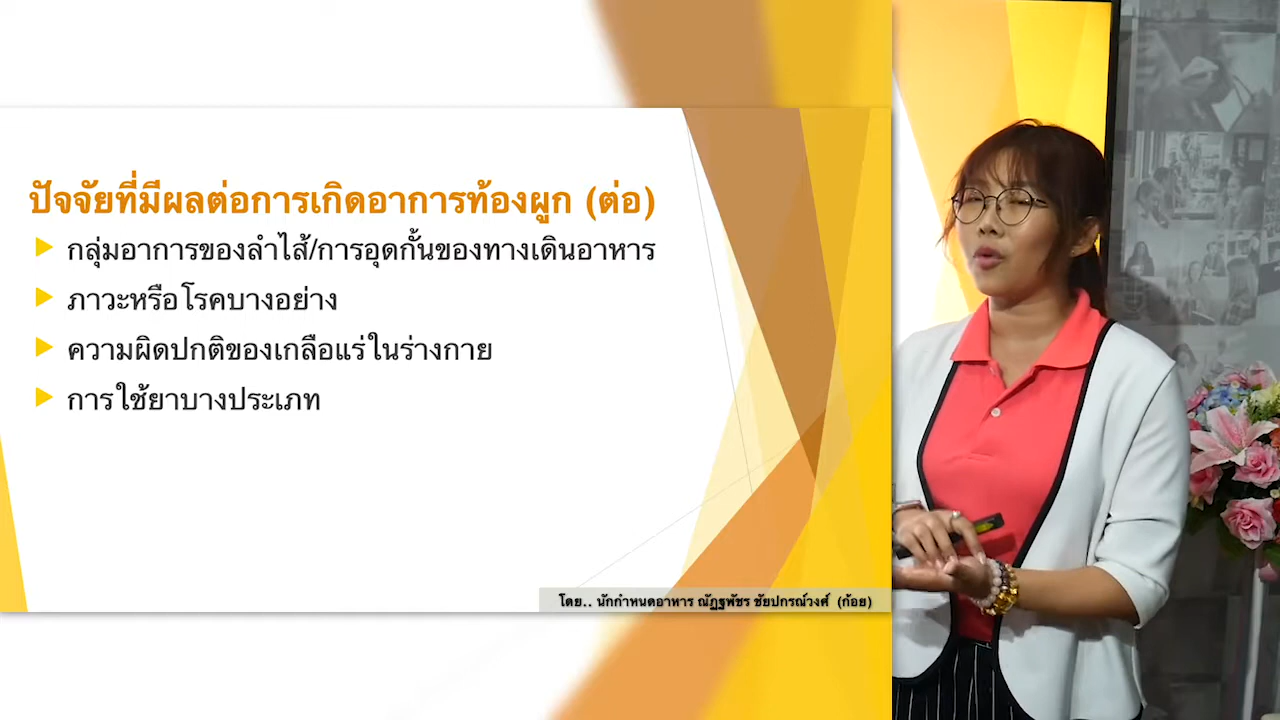 ปัจจัยที่มีผลต่อการเกิดอาการท้องผูก (ต่อ)
กลุ่มอาการของลำไส้/การอุดกั้นของทางเดินอาหาร
ภาวะหรือโรคบางอย่าง
ความผิดปกติของเกลือแร่ในร่างกาย
การใช้ยาบางประเภท
โดย.. นักกำหนดอาหาร ณัฏฐพัชร ชัยปกรณ์วงศ์ (ก้อย)